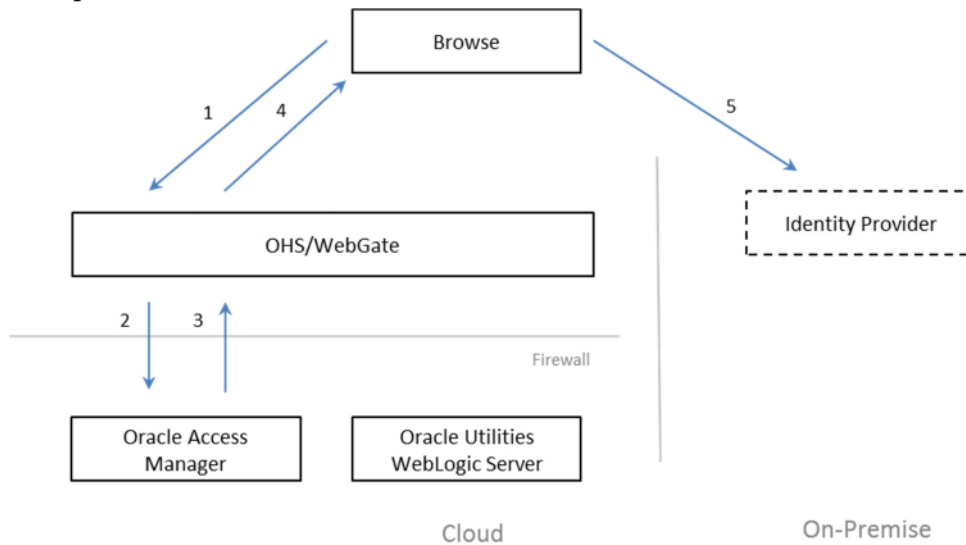 Browse
1
4
5
OHS/WebGate
Identity Provider
2
3
Firewall
Oracle Access
Manager
Oracle Utilities
WebLogic Server
Cloud
On-Premise